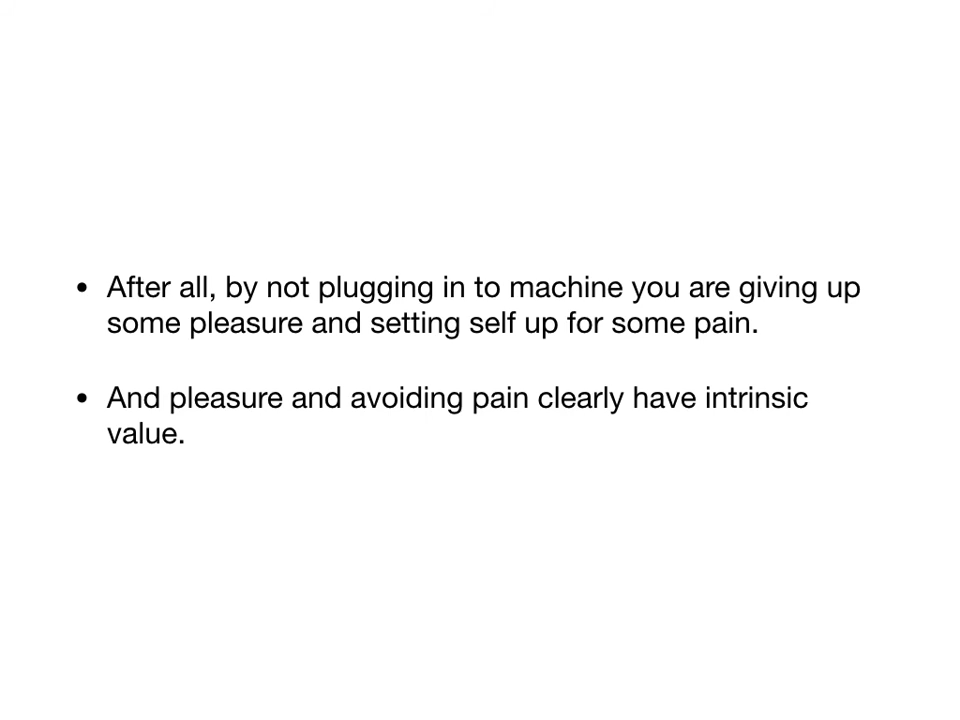 • After all, by not plugging in to machine you are giving up
some pleasure and setting self up for some pain.
• And pleasure and avoiding pain clearly have intrinsic
value.